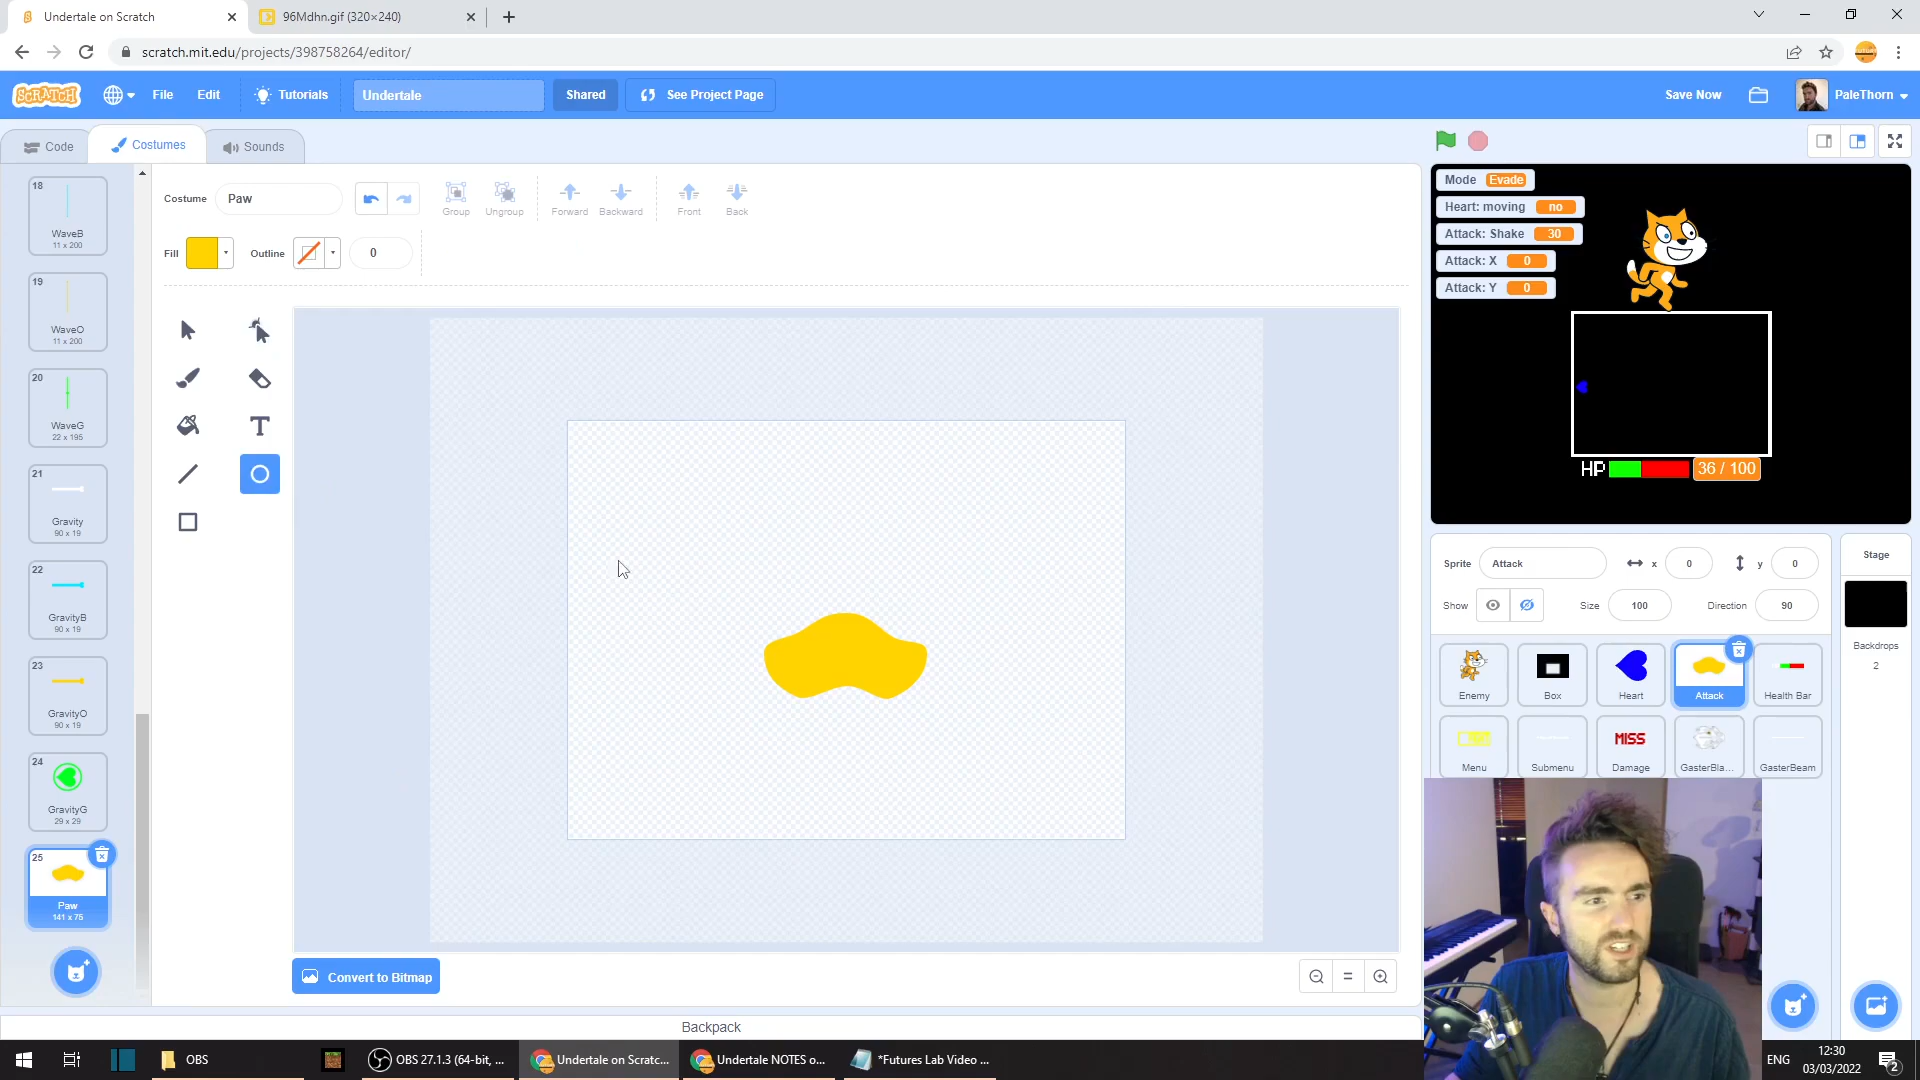 Undertale on Scratch
96Mdhn.gif (320×240)
scratch.mit.edu/projects/398758264/editor/
SCRATCH
File
Edit
Tutorials
Undertale
Shared
See Project Page
Save Now
PaleThorn
Code
Costumes
Sounds
18
WaveB
11 x 200
19
WaveO
11 x 200
20
WaveG
22 x 195
21
Gravity
90 x 19
22
GravityB
90 x 19
23
GravityO
90 x 19
24
GravityG
29 x 29
25
Paw
141 x 75
Costume
Paw
Group
Ungroup
Forward
Backward
Front
Back
Fill
Outline
0
Convert to Bitmap
Backpack
Mode Evade
Heart: moving no
Attack: Shake 30
Attack: X 0
Attack: Y 0
HP 36 / 100
Sprite
Attack
x
0
y
0
Show
Size
100
Direction
90
Stage
Backdrops
2
Enemy
Box
Heart
Attack
Health Bar
Menu
Submenu
MISS
Damage
GasterBla...
GasterBeam
OBS
OBS 27.1.3 (64-bit, ...
Undertale on Scratc...
Undertale NOTES o...
*Futures Lab Video ...
ENG
12:30
03/03/2022
2